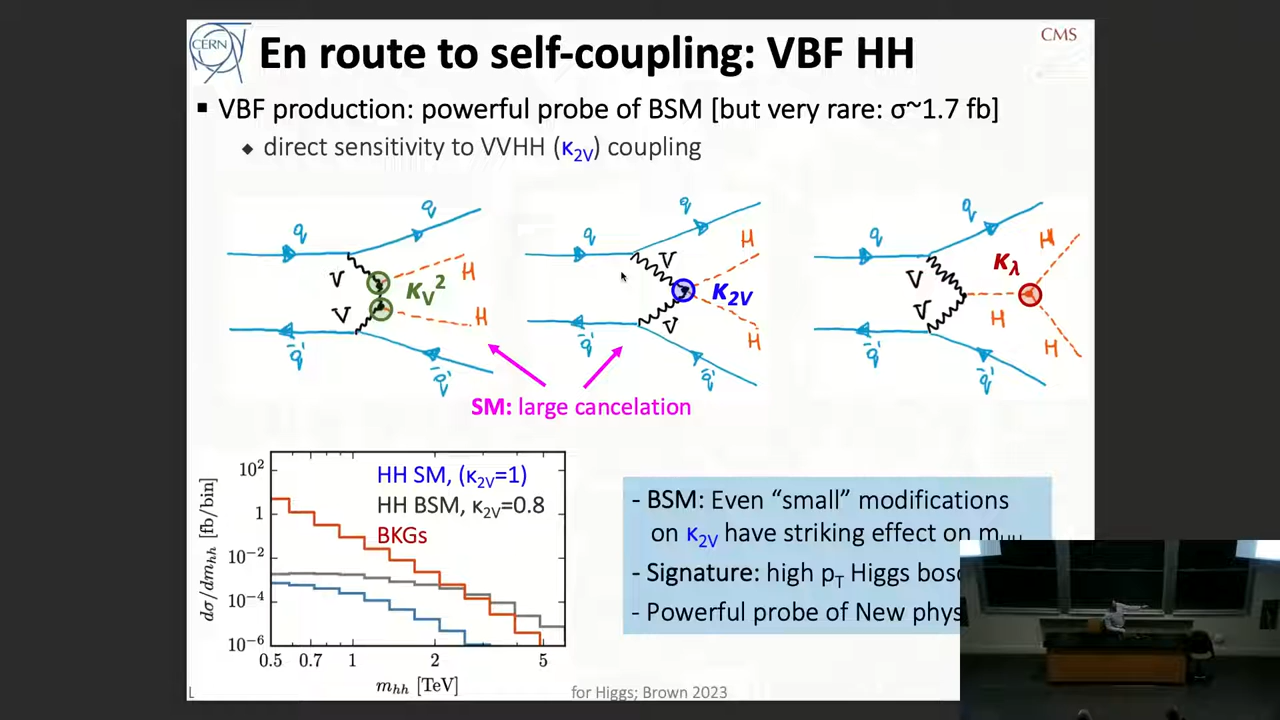 CERN
En route to self-coupling: VBF HH
CMS
▪ VBF production: powerful probe of BSM [but very rare: σ~1.7 fb]
◆ direct sensitivity to VVHH (κ2V) coupling
q
q
V
V
κV²
H
H
q̄'
q̄'
q
q
V
V
κ2V
H
H
q̄'
q̄'
q
q
V
V
H
κλ
H
H
q̄'
q̄'
SM: large cancelation
dσ/dmhh [fb/bin]
10²
1
10⁻²
10⁻⁴
10⁻⁶
HH SM, (κ2V=1)
HH BSM, κ2V=0.8
BKGs
0.5 0.7 1 2 5
mhh [TeV]
- BSM: Even “small” modifications
on κ2V have striking effect on mHH
- Signature: high pT Higgs
- Powerful probe of New
L
for Higgs; Brown 2023